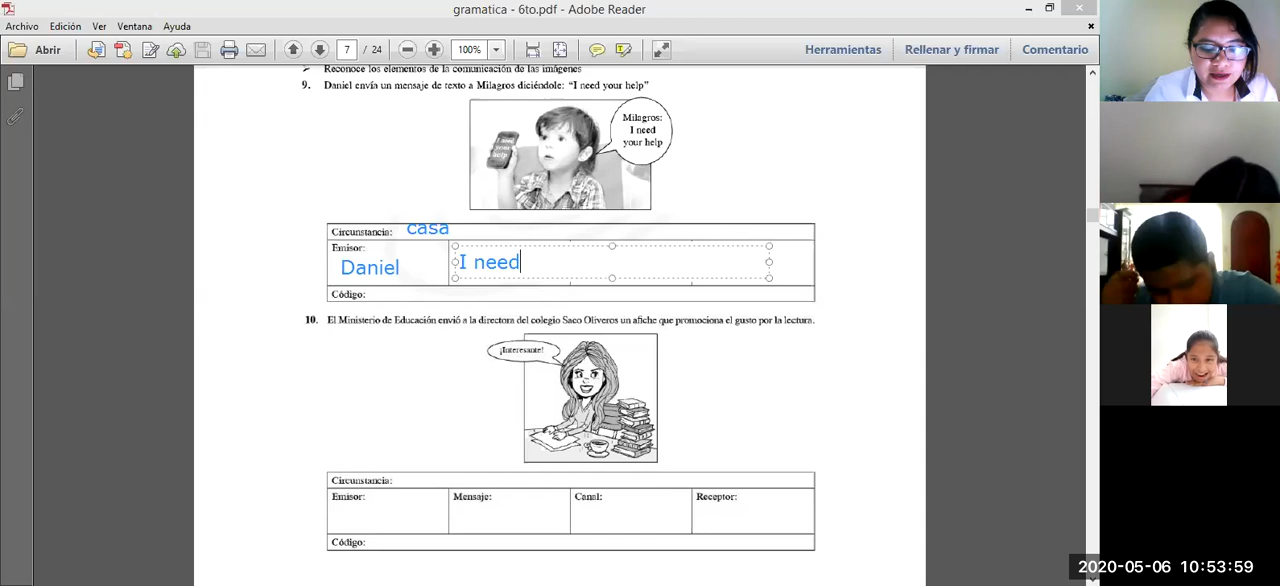 gramatica - 6to.pdf - Adobe Reader
Archivo Edición Ver Ventana Ayuda
Abrir 7 / 24 100% Herramientas Rellenar y firmar Comentario
Reconoce los elementos de la comunicación de las imágenes
9. Daniel envía un mensaje de texto a Milagros diciéndole: “I need your help”
Milagros:
I need
your help
I need
your
help
Circunstancia: casa
Emisor:
Daniel
I need
Código:
10. El Ministerio de Educación envió a la directora del colegio Saco Oliveros un afiche que promociona el gusto por la lectura.
¡Interesante!
Circunstancia:
Emisor: Mensaje: Canal: Receptor:
Código:
2020-05-06 10:53:59